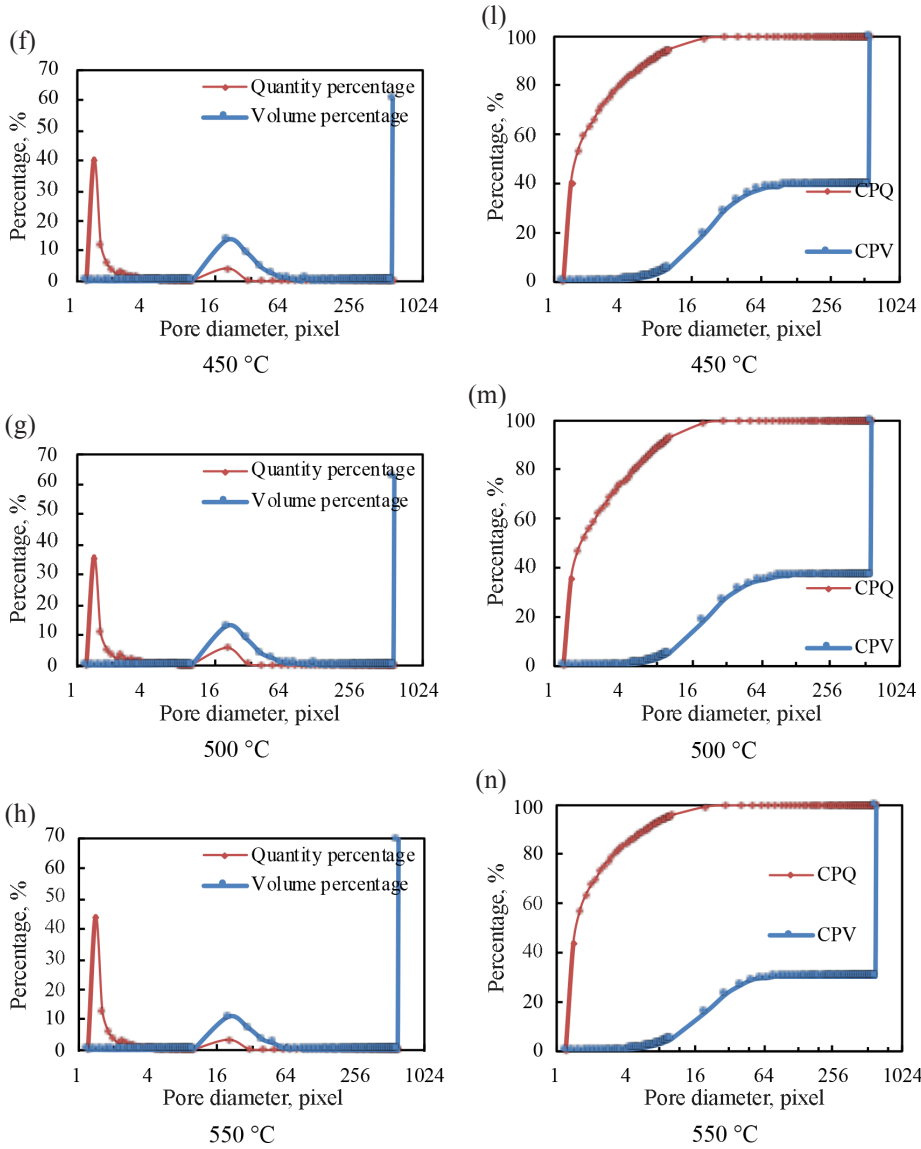 (f)
70
60
50
40
30
20
10
0
Percentage, %
Quantity percentage
Volume percentage
1 4 16 64 256 1024
Pore diameter, pixel
450 °C
(l)
100
80
60
40
20
0
Percentage, %
CPQ
CPV
1 4 16 64 256 1024
Pore diameter, pixel
450 °C
(g)
70
60
50
40
30
20
10
0
Percentage, %
Quantity percentage
Volume percentage
1 4 16 64 256 1024
Pore diameter, pixel
500 °C
(m)
100
80
60
40
20
0
Percentage, %
CPQ
CPV
1 4 16 64 256 1024
Pore diameter, pixel
500 °C
(h)
70
60
50
40
30
20
10
0
Percentage, %
Quantity percentage
Volume percentage
1 4 16 64 256 1024
Pore diameter, pixel
550 °C
(n)
100
80
60
40
20
0
Percentage, %
CPQ
CPV
1 4 16 64 256 1024
Pore diameter, pixel
550 °C